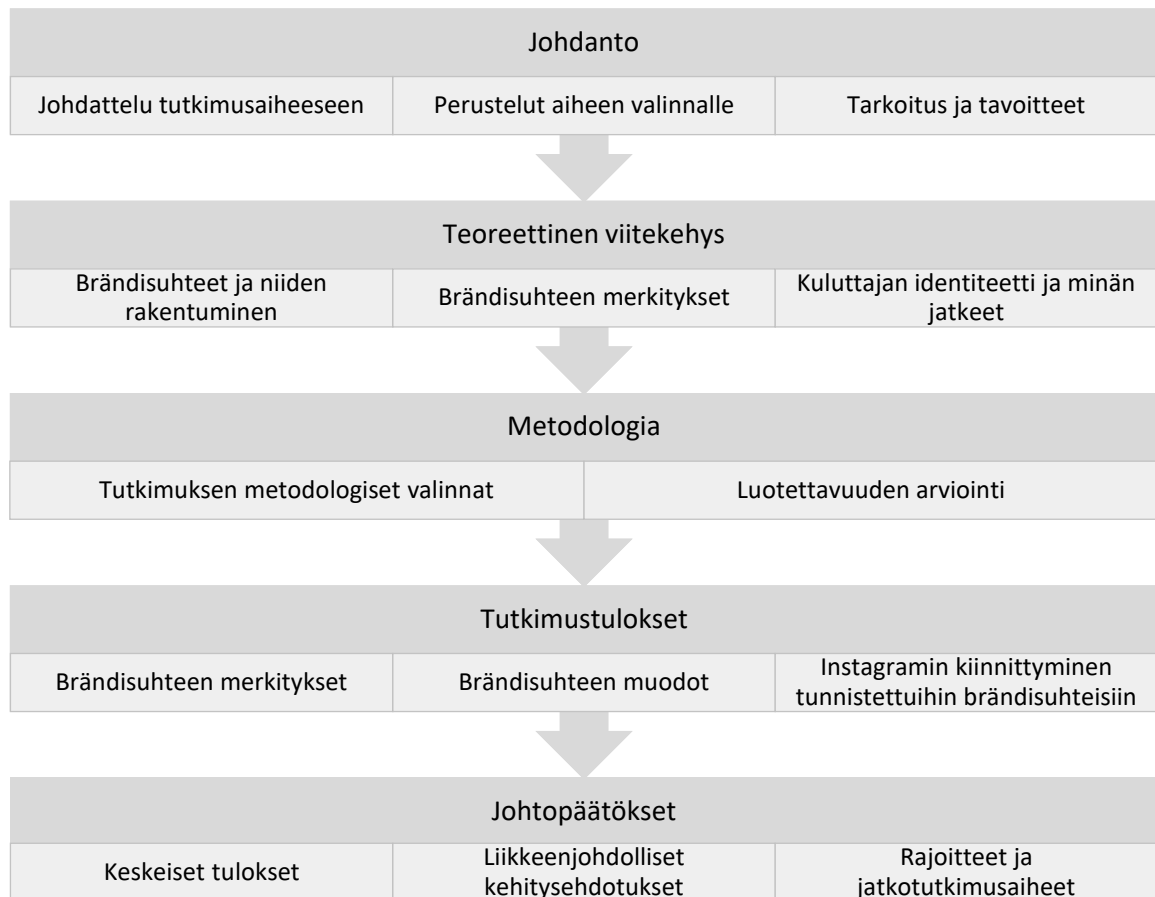 Johdanto
Johdattelu tutkimusaiheeseen
Perustelut aiheen valinnalle
Tarkoitus ja tavoitteet
Teoreettinen viitekehys
Brändisuhteet ja niiden
rakentuminen
Brändisuhteen merkitykset
Kuluttajan identiteetti ja minän
jatkeet
Metodologia
Tutkimuksen metodologiset valinnat
Luotettavuuden arviointi
Tutkimustulokset
Brändisuhteen merkitykset
Brändisuhteen muodot
Instagramin kiinnittyminen
tunnistettuihin brändisuhteisiin
Johtopäätökset
Keskeiset tulokset
Liikkeenjohdolliset
kehitysehdotukset
Rajoitteet ja
jatkotutkimusaiheet